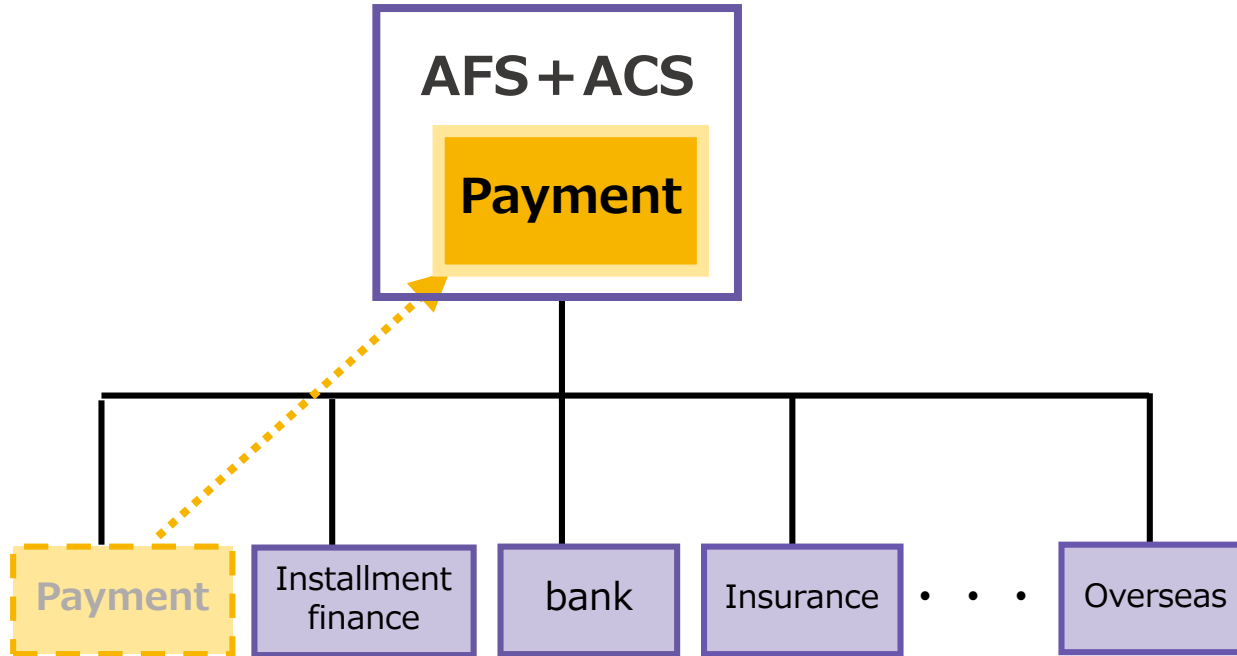 AFS+ACS
Payment
Payment
Installment
finance
bank
Insurance
・・・
Overseas